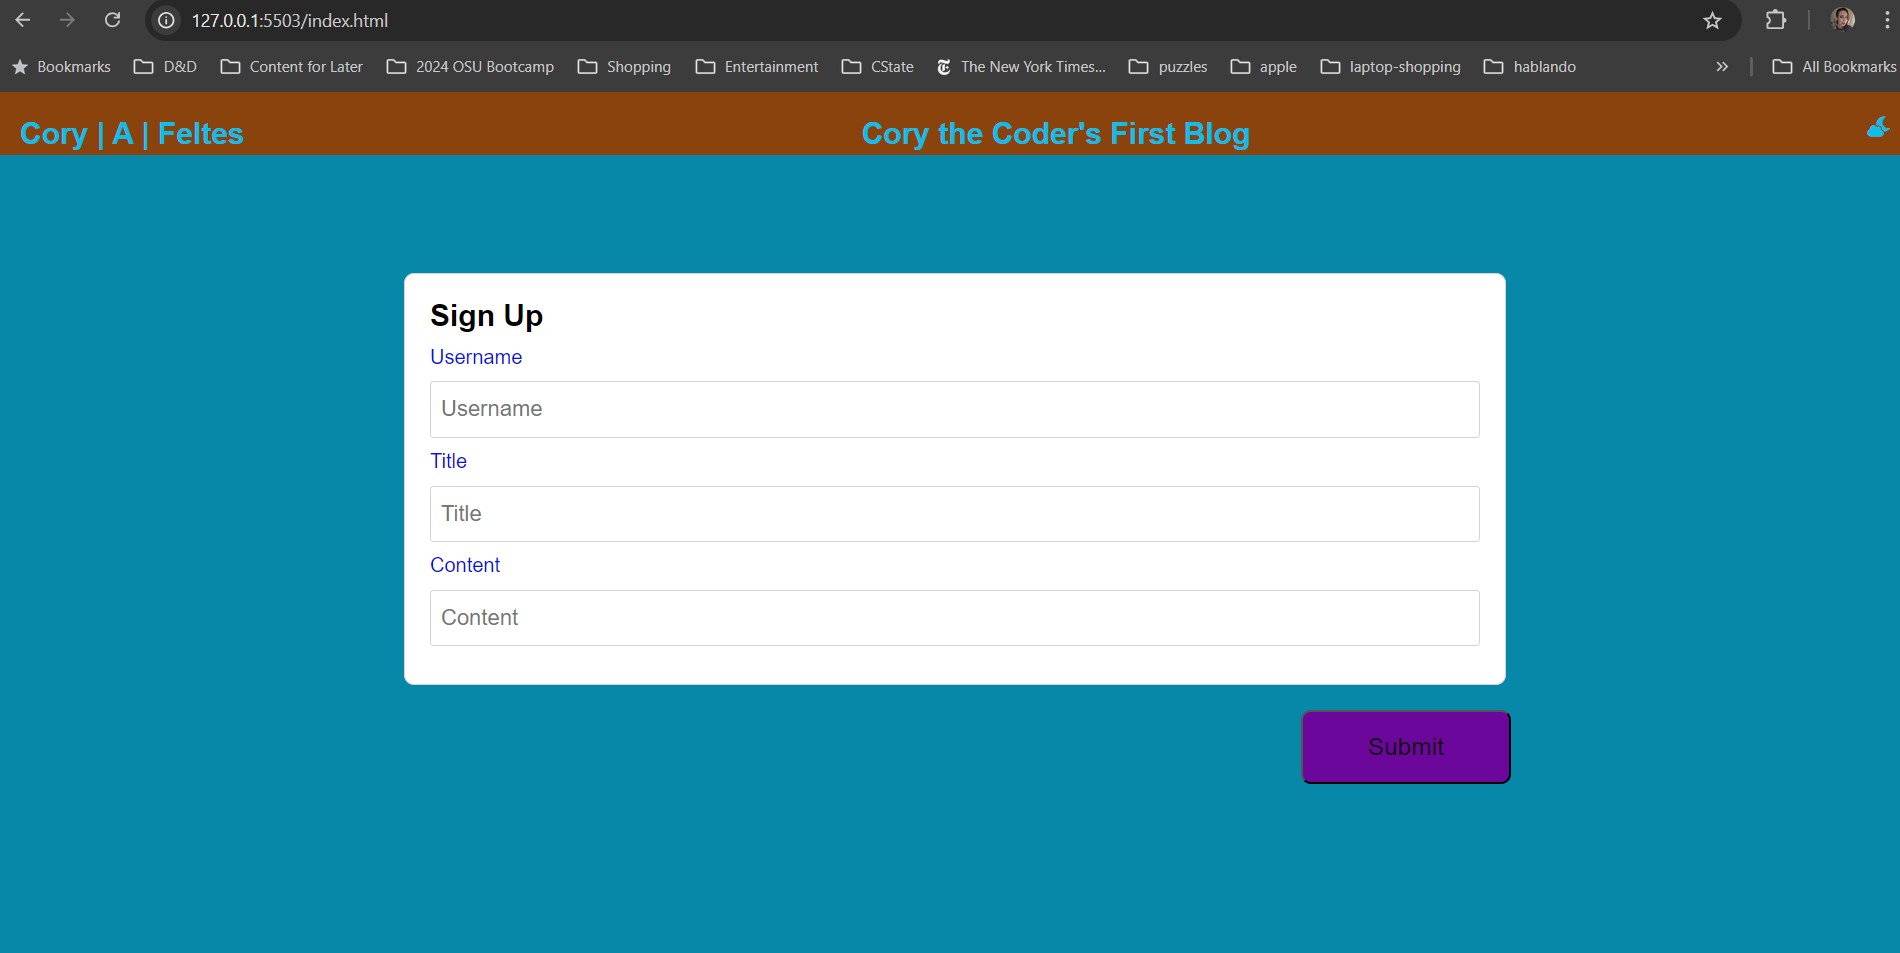 127.0.0.1:5503/index.html
Bookmarks D&D Content for Later 2024 OSU Bootcamp Shopping Entertainment CState The New York Times... puzzles apple laptop-shopping hablando » All Bookmarks
Cory | A | Feltes Cory the Coder's First Blog
Sign Up
Username
Username
Title
Title
Content
Content
Submit